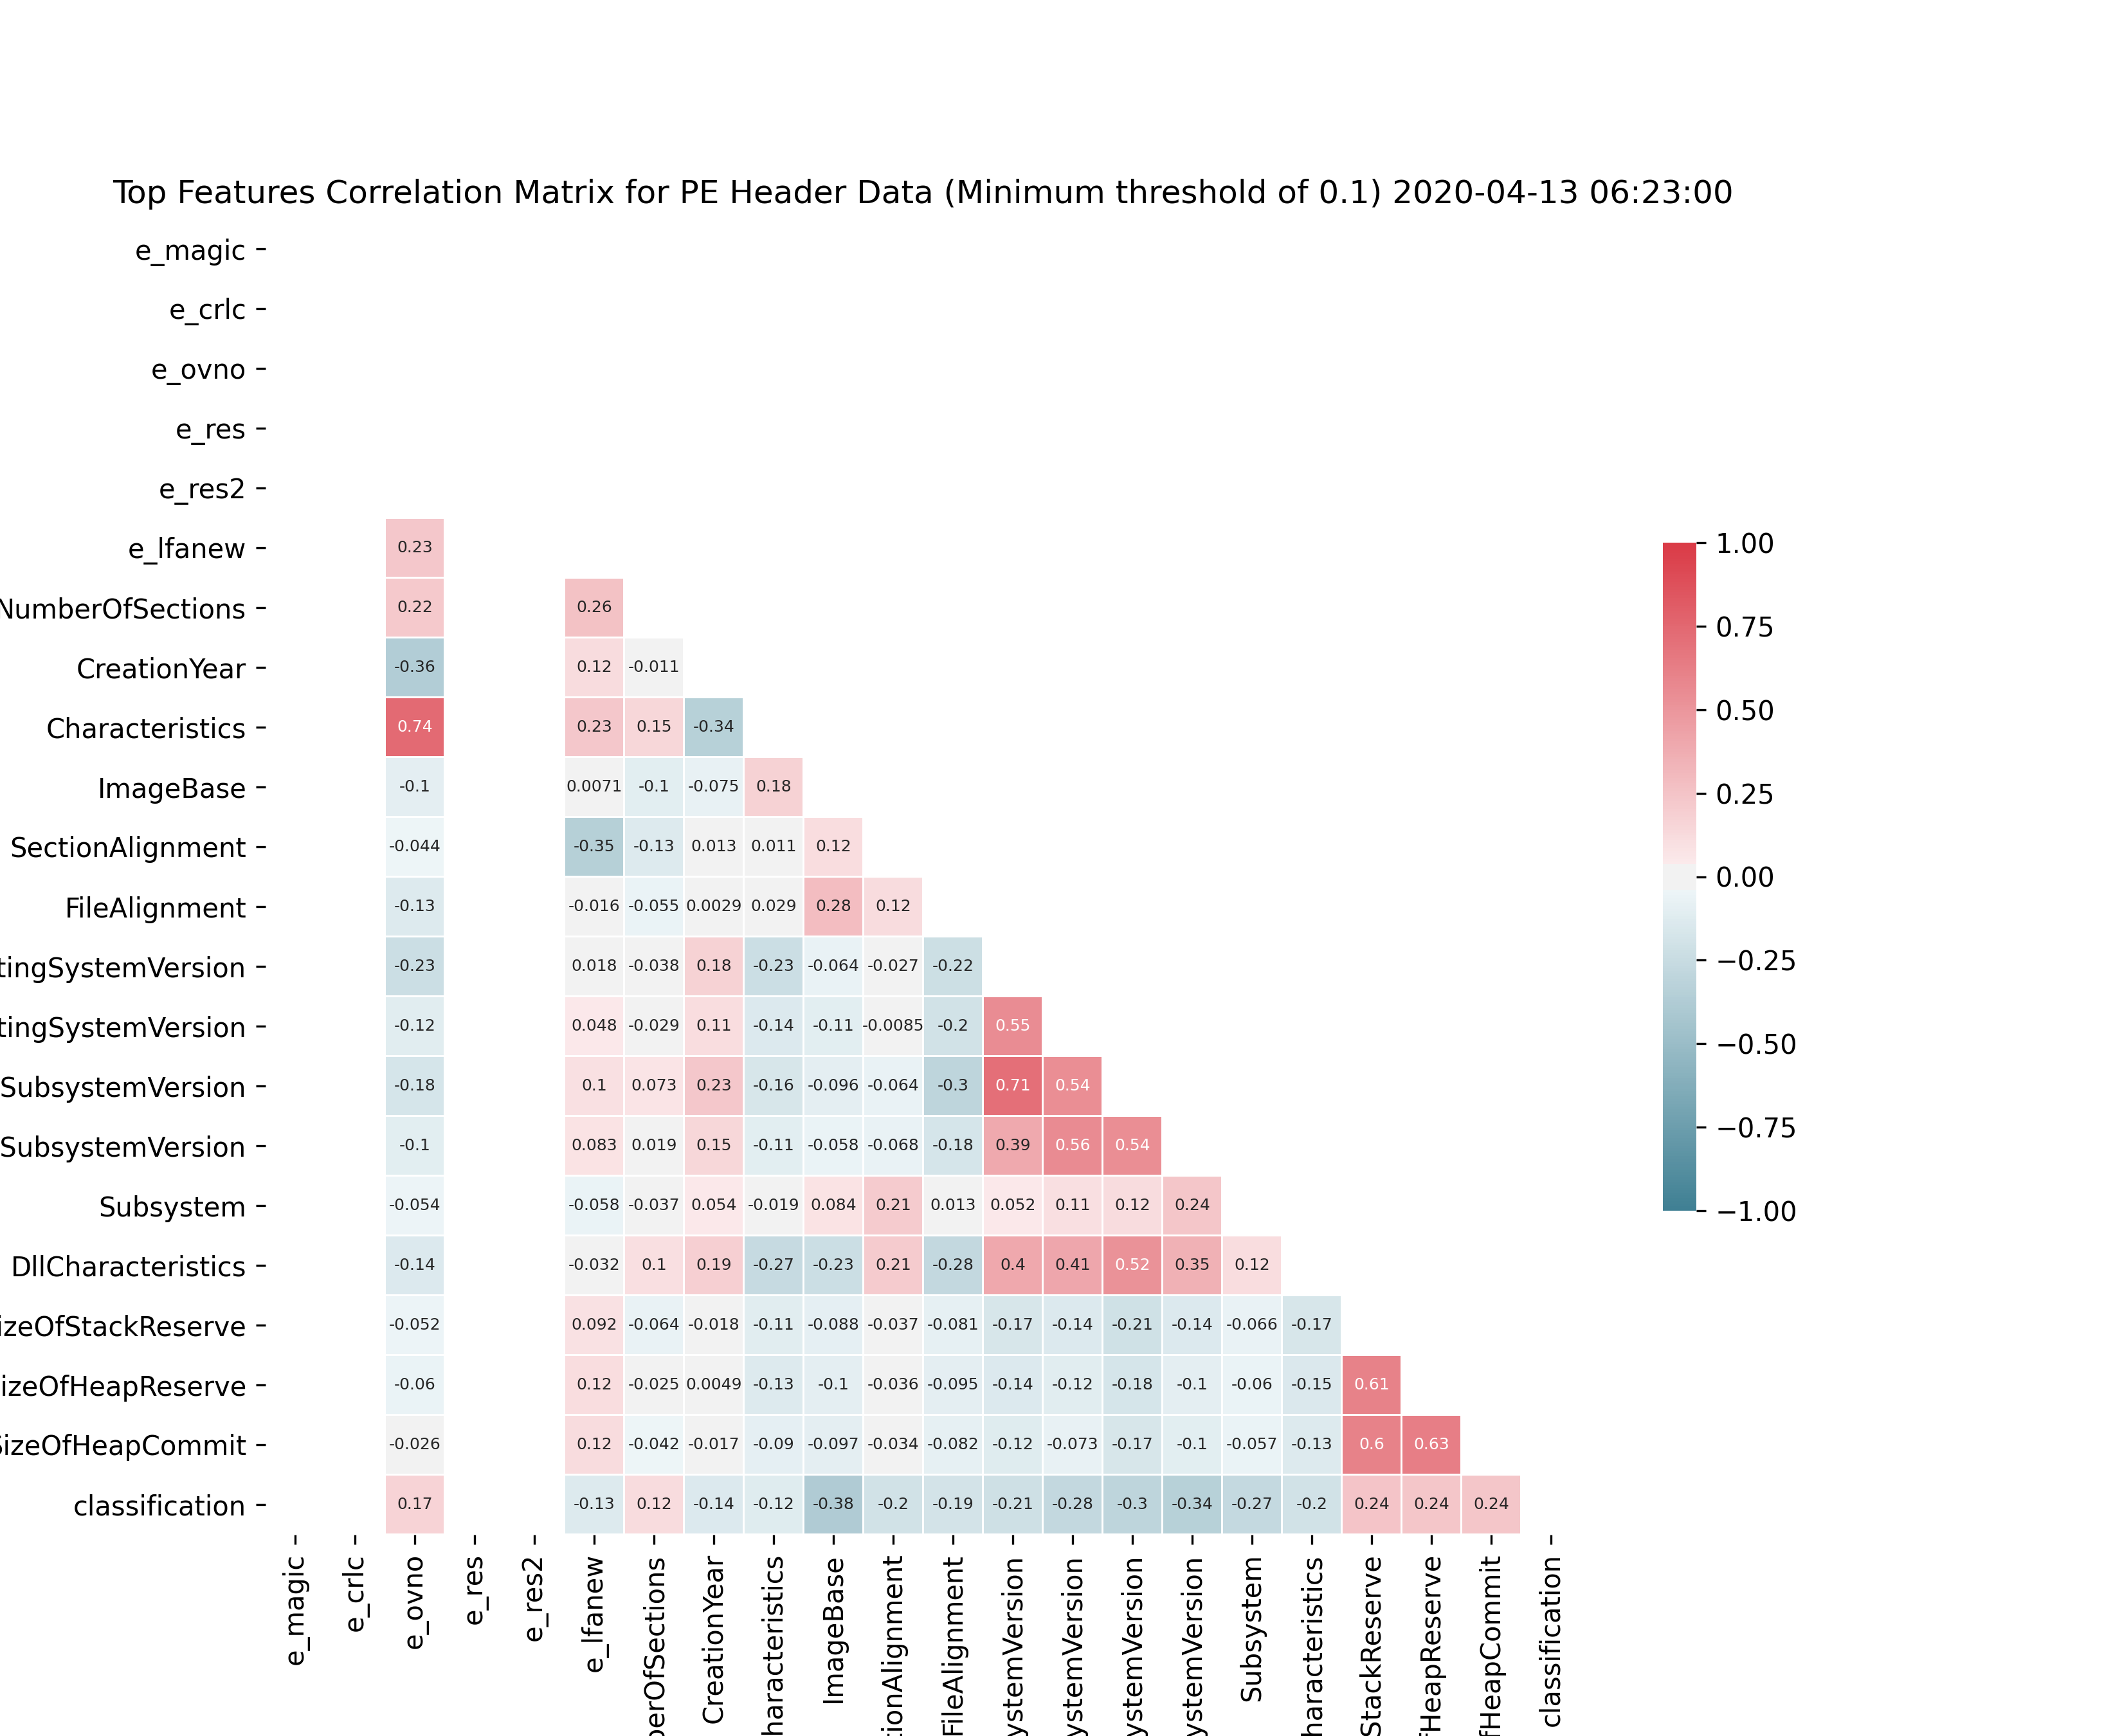 Top Features Correlation Matrix for PE Header Data (Minimum threshold of 0.1) 2020-04-13 06:23:00
e_magic
e_crlc
e_ovno
e_res
e_res2
e_lfanew 0.23
NumberOfSections 0.22 0.26
CreationYear -0.36 0.12 -0.011
Characteristics 0.74 0.23 0.15 -0.34
ImageBase -0.1 0.0071 -0.1 -0.075 0.18
SectionAlignment -0.044 -0.35 -0.13 0.013 0.011 0.12
FileAlignment -0.13 -0.016 -0.055 0.0029 0.029 0.28 0.12
tingSystemVersion -0.23 0.018 -0.038 0.18 -0.23 -0.064 -0.027 -0.22
tingSystemVersion -0.12 0.048 -0.029 0.11 -0.14 -0.11 -0.0085 -0.2 0.55
SubsystemVersion -0.18 0.1 0.073 0.23 -0.16 -0.096 -0.064 -0.3 0.71 0.54
SubsystemVersion -0.1 0.083 0.019 0.15 -0.11 -0.058 -0.068 -0.18 0.39 0.56 0.54
Subsystem -0.054 -0.058 -0.037 0.054 -0.019 0.084 0.21 0.013 0.052 0.11 0.12 0.24
DllCharacteristics -0.14 -0.032 0.1 0.19 -0.27 -0.23 0.21 -0.28 0.4 0.41 0.52 0.35 0.12
izeOfStackReserve -0.052 0.092 -0.064 -0.018 -0.11 -0.088 -0.037 -0.081 -0.17 -0.14 -0.21 -0.14 -0.066 -0.17
izeOfHeapReserve -0.06 0.12 -0.025 0.0049 -0.13 -0.1 -0.036 -0.095 -0.14 -0.12 -0.18 -0.1 -0.06 -0.15 0.61
SizeOfHeapCommit -0.026 0.12 -0.042 -0.017 -0.09 -0.097 -0.034 -0.082 -0.12 -0.073 -0.17 -0.1 -0.057 -0.13 0.6 0.63
classification 0.17 -0.13 0.12 -0.14 -0.12 -0.38 -0.2 -0.19 -0.21 -0.28 -0.3 -0.34 -0.27 -0.2 0.24 0.24 0.24
e_magic
e_crlc
e_ovno
e_res
e_res2
e_lfanew
berOfSections
CreationYear
haracteristics
ImageBase
tionAlignment
FileAlignment
ystemVersion
ystemVersion
ystemVersion
ystemVersion
Subsystem
haracteristics
StackReserve
fHeapReserve
fHeapCommit
classification
1.00
0.75
0.50
0.25
0.00
−0.25
−0.50
−0.75
−1.00